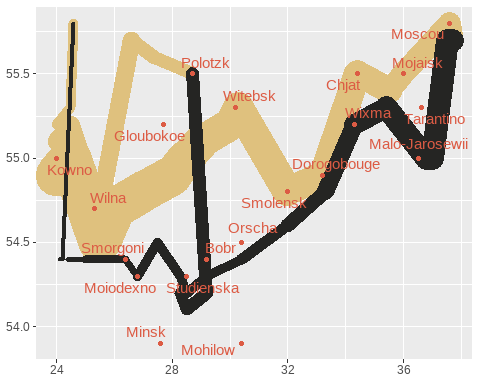 Moscou
55.5
Polotzk
Mojaisk
Chjat
Witebsk
Wixma
Tarantino
Gloubokoe
Malo-Jarosewii
55.0
Kowno
Dorogobouge
Wilna
Smolensk
54.5
Orscha
Smorgoni
Bobr
Moiodexno
Studienska
54.0
Minsk
Mohilow
24
28
32
36